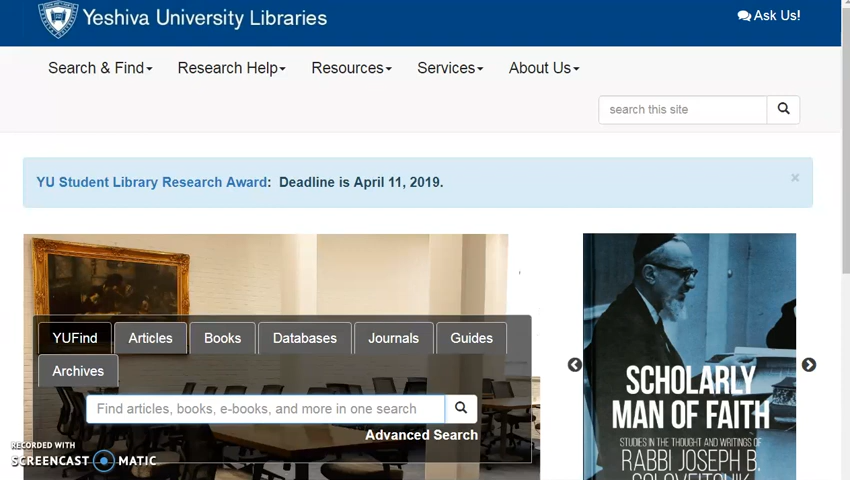 Yeshiva University Libraries
Ask Us!
Search & Find
Research Help
Resources
Services
About Us
search this site
YU Student Library Research Award: Deadline is April 11, 2019.
×
YUFind
Articles
Books
Databases
Journals
Guides
Archives
Find articles, books, e-books, and more in one search
Advanced Search
SCHOLARLY
MAN OF FAITH
STUDIES IN THE THOUGHT AND WRITINGS OF
RABBI JOSEPH B.
RECORDED WITH
SCREENCAST MATIC